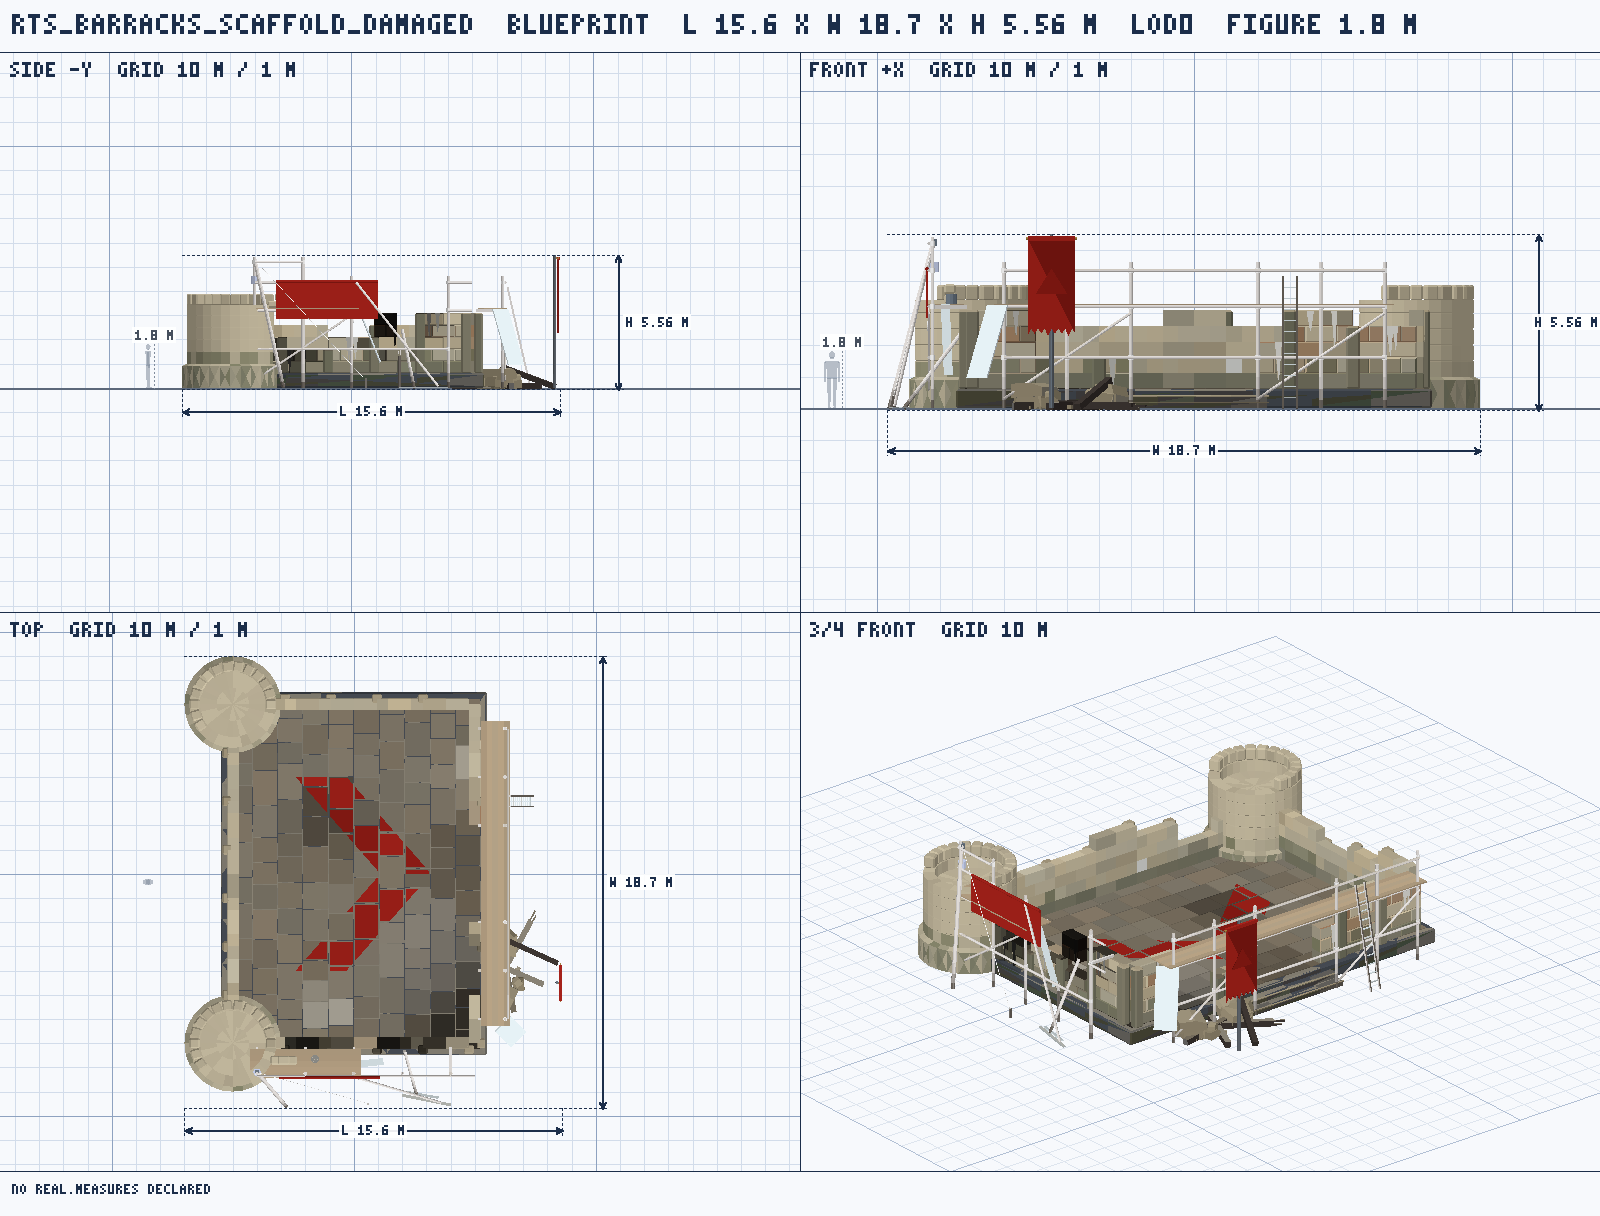 RTS_BARRACKS_SCAFFOLD_DAMAGED BLUEPRINT L 15.6 X W 18.7 X H 5.56 M LOD0 FIGURE 1.8 M
SIDE -Y GRID 10 M / 1 M
1.8 M
H 5.56 M
L 15.6 M
FRONT +X GRID 10 M / 1 M
1.8 M
H 5.56 M
W 18.7 M
TOP GRID 10 M / 1 M
W 18.7 M
L 15.6 M
3/4 FRONT GRID 10 M
NO REAL.MEASURES DECLARED